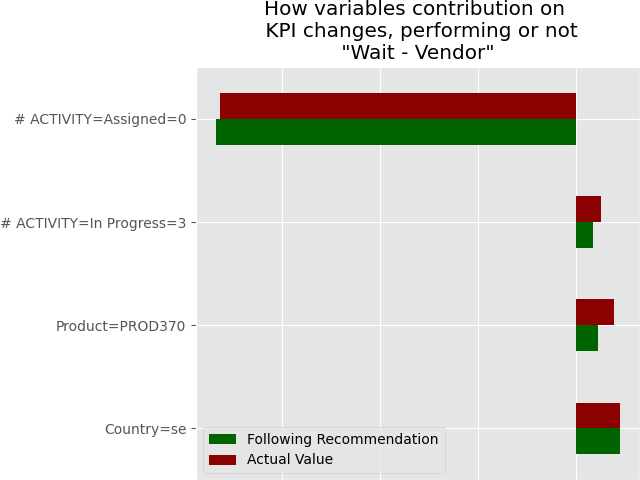 How variables contribution on
KPI changes, performing or not
"Wait - Vendor"
# ACTIVITY=Assigned=0
# ACTIVITY=In Progress=3
Product=PROD370
Country=se
Following Recommendation
Actual Value